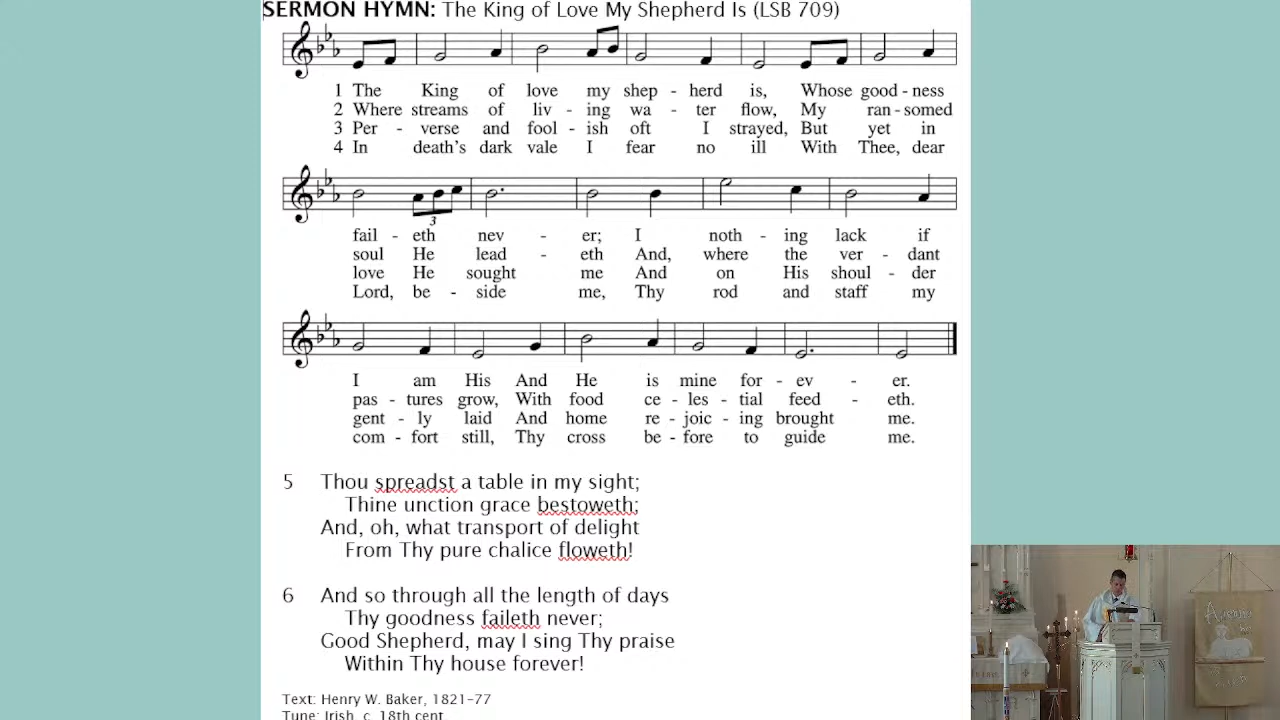 SERMON HYMN: The King of Love My Shepherd Is (LSB 709)
1 The King of love my shep - herd is, Whose good - ness
2 Where streams of liv - ing wa - ter flow, My ran - somed
3 Per - verse and fool - ish oft I strayed, But yet in
4 In death's dark vale I fear no ill With Thee, dear
3
fail - eth nev - er; I noth - ing lack if
soul He lead - eth And, where the ver - dant
love He sought me And on His shoul - der
Lord, be - side me, Thy rod and staff my
I am His And He is mine for - ev - er.
pas - tures grow, With food ce - les - tial feed - eth.
gent - ly laid And home re - joic - ing brought me.
com - fort still, Thy cross be - fore to guide me.
5 Thou spreadst a table in my sight;
Thine unction grace bestoweth;
And, oh, what transport of delight
From Thy pure chalice floweth!
6 And so through all the length of days
Thy goodness faileth never;
Good Shepherd, may I sing Thy praise
Within Thy house forever!
Text: Henry W. Baker, 1821–77
Tune: Irish, c. 18th cent.